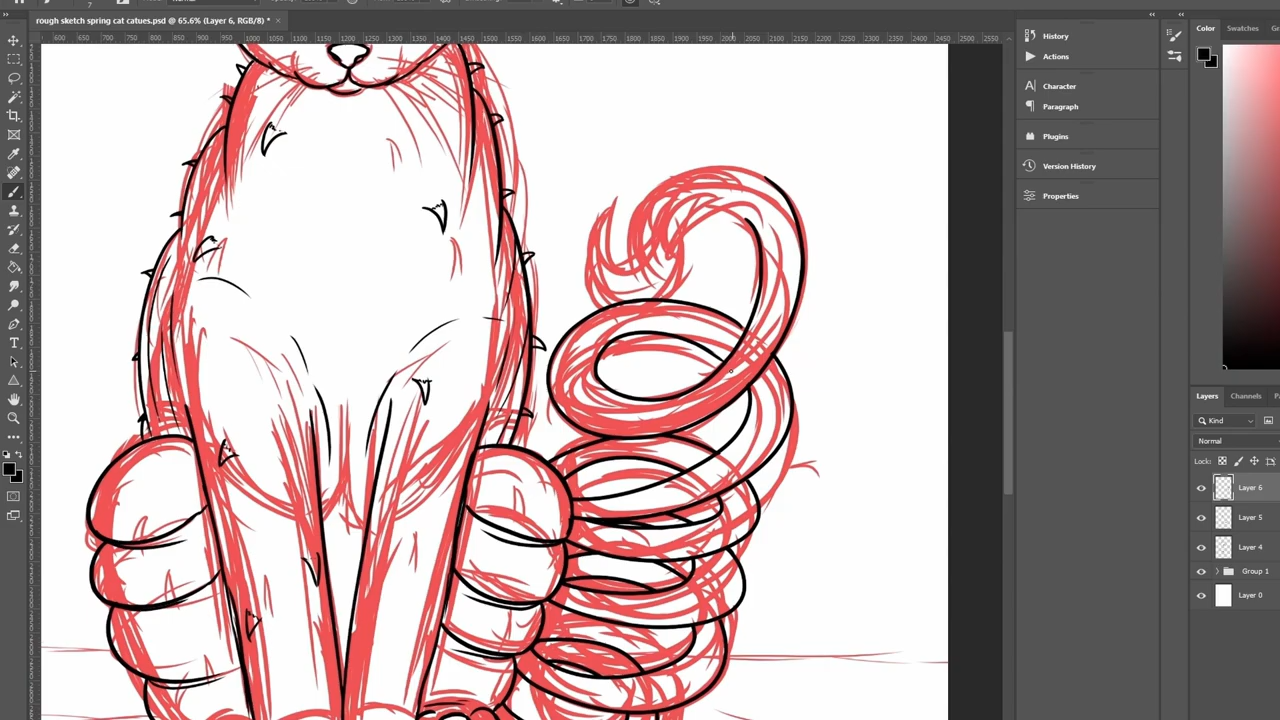 rough sketch spring cat catues.psd @ 65.6% (Layer 6, RGB/8) *
600 650 700 750 800 850 900 950 1000 1050 1100 1150 1200 1250 1300 1350 1400 1450 1500 1550 1600 1650 1700 1750 1800 1850 1900 1950 2000 2050 2100 2150 2200 2250 2300 2350 2400 2450 2500 2550
History
Actions
Character
Paragraph
Plugins
Version History
Properties
Color Swatches
Layers Channels
Kind
Normal
Lock:
Layer 6
Layer 5
Layer 4
Group 1
Layer 0